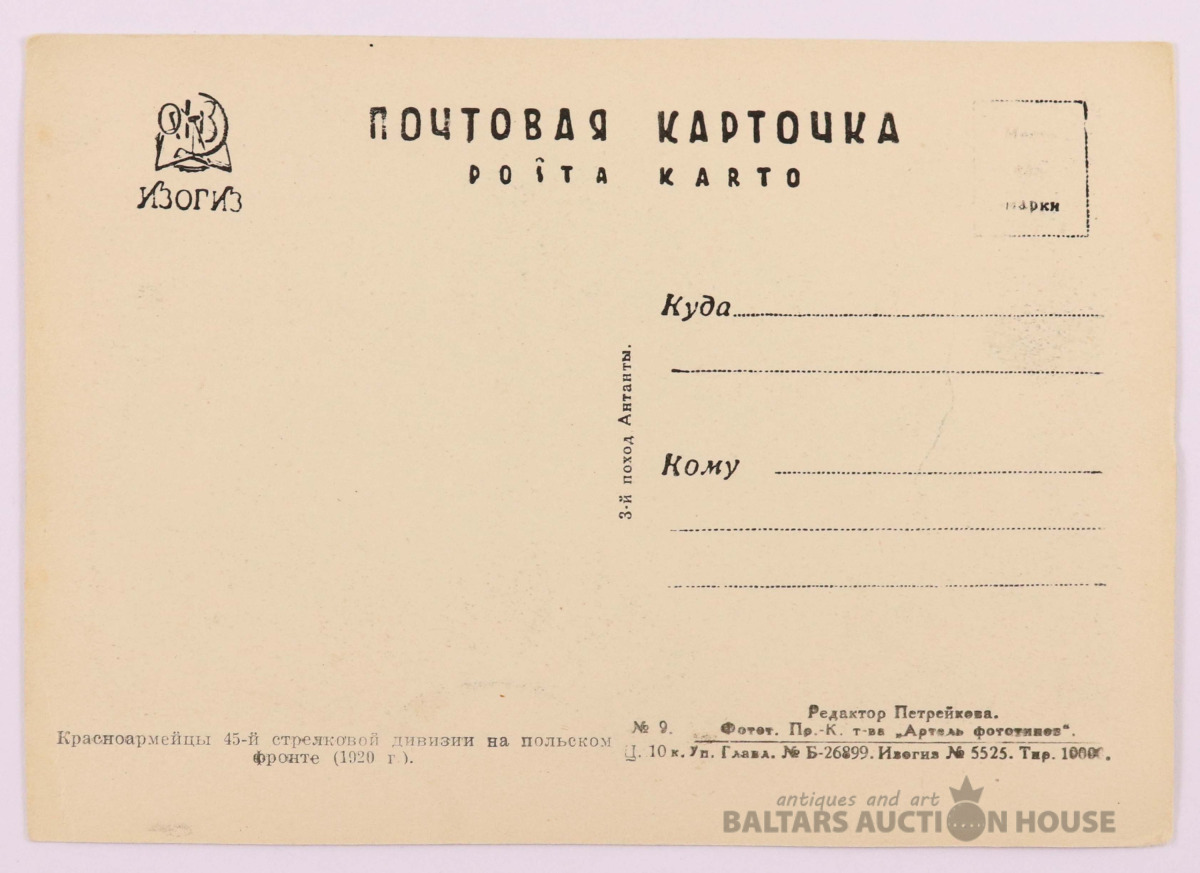 ИЗОГИЗ
ПОЧТОВАЯ КАРТОЧКА
POŜTA KARTO
марки
Куда
Кому
3-й поход Антанты.
Красноармейцы 45-й стрелковой дивизии на польском
фронте (1920 г.).
Редактор Петрейкова.
№ 9. Фотот. Пр.-К. т-ва „Артель фототипов“.
Ц. 10 к. Уп. Главл. № Б-26899. Изогиз № 5525. Тир. 10000.
antiques and art
BALTARS AUCTION HOUSE